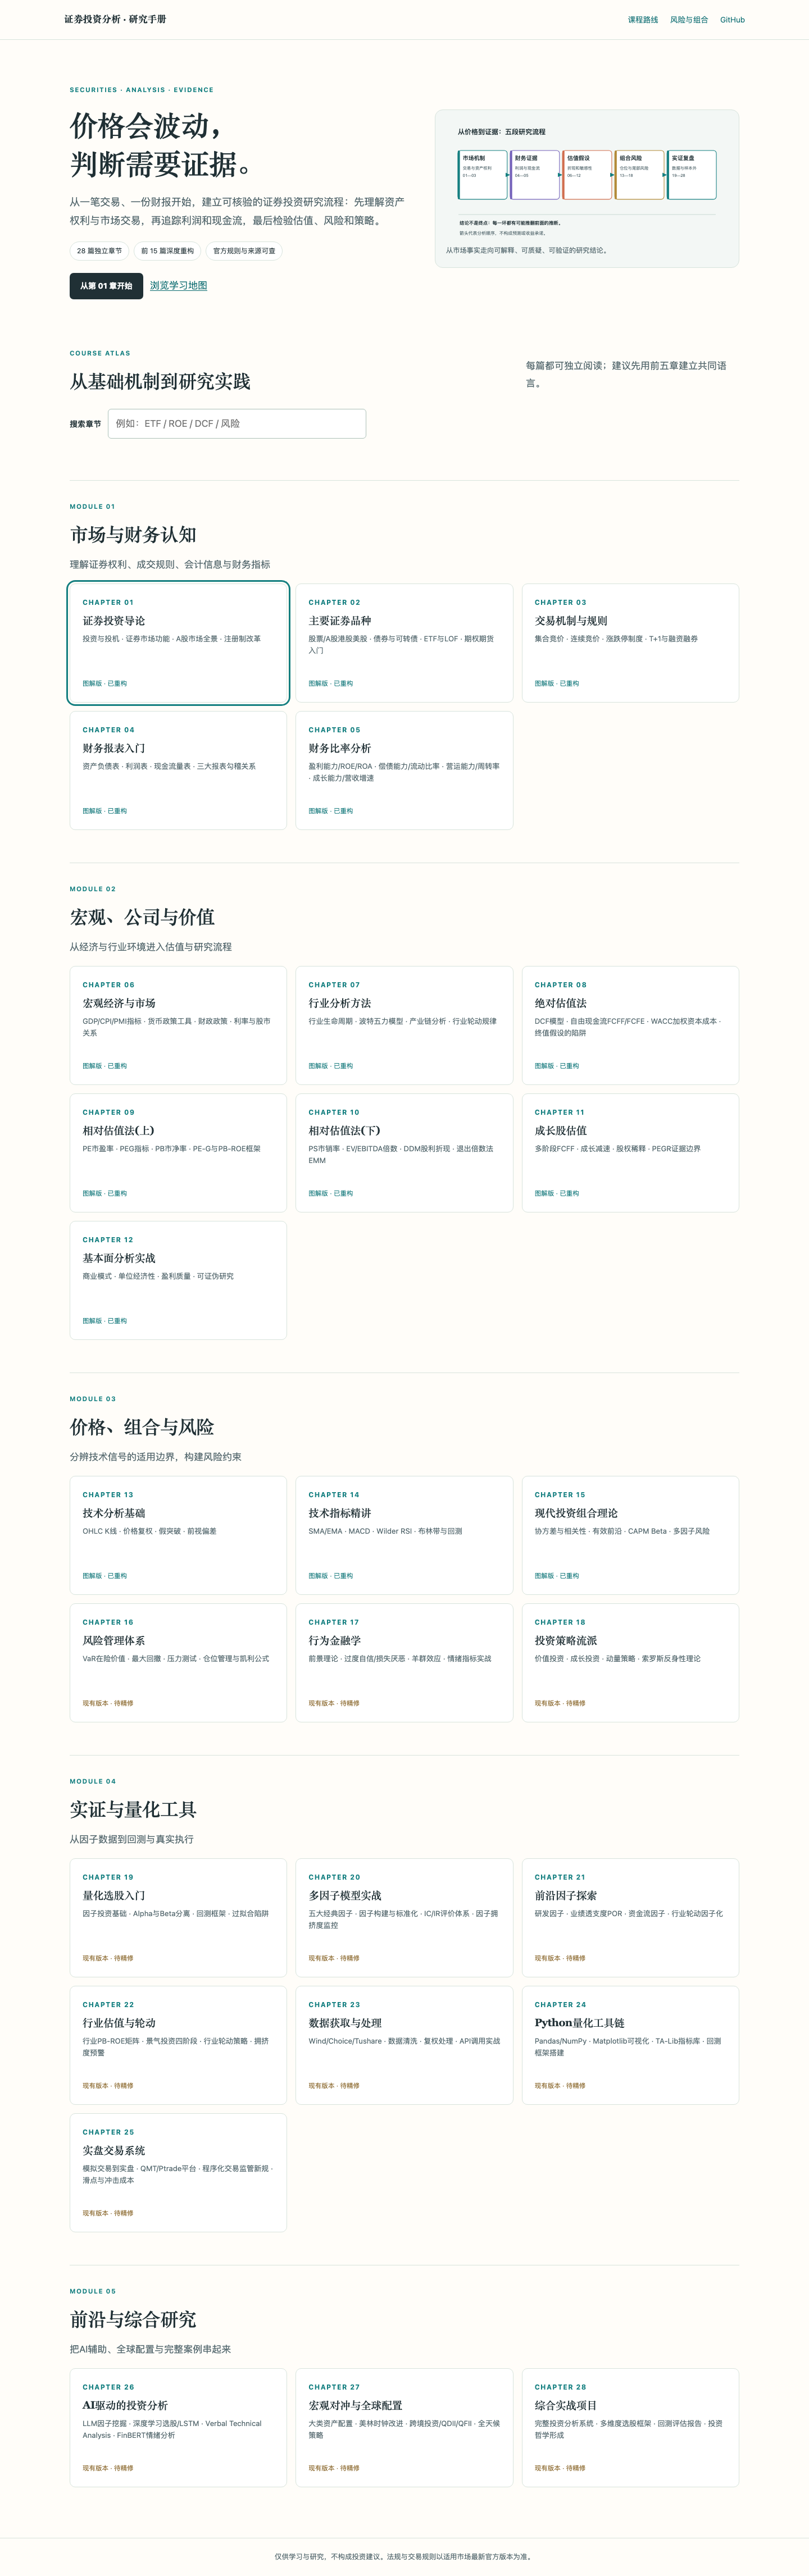 证券投资分析 · 研究手册
课程路线 风险与组合 GitHub
SECURITIES · ANALYSIS · EVIDENCE
价格会波动，
判断需要证据。
从一笔交易、一份财报开始，建立可核验的证券投资研究流程：先理解资产
权利与市场交易，再追踪利润和现金流，最后检验估值、风险和策略。
28 篇独立章节 前 15 篇深度重构 官方规则与来源可查
从第 01 章开始 浏览学习地图
从价格到证据：五段研究流程
市场机制 财务证据 估值假设 组合风险 实证复盘
01—03 04—05 06—12 13—18 19—28
结论不是终点：每一环都有可能推翻前面的推断。
箭头代表分析顺序，不构成预测或收益承诺。
从市场事实走向可解释、可质疑、可验证的研究结论。
COURSE ATLAS
从基础机制到研究实践
每篇都可独立阅读；建议先用前五章建立共同语
言。
搜索章节 例如：ETF / ROE / DCF / 风险
MODULE 01
市场与财务认知
理解证券权利、成交规则、会计信息与财务指标
CHAPTER 01
证券投资导论
投资与投机 · 证券市场功能 · A股市场全景 · 注册制改革
图解版 · 已重构
CHAPTER 02
主要证券品种
股票/A股港股美股 · 债券与可转债 · ETF与LOF · 期权期货
入门
图解版 · 已重构
CHAPTER 03
交易机制与规则
集合竞价 · 连续竞价 · 涨跌停制度 · T+1与融资融券
图解版 · 已重构
CHAPTER 04
财务报表入门
资产负债表 · 利润表 · 现金流量表 · 三大报表勾稽关系
图解版 · 已重构
CHAPTER 05
财务比率分析
盈利能力/ROE/ROA · 偿债能力/流动比率 · 营运能力/周转率
· 成长能力/营收增速
图解版 · 已重构
MODULE 02
宏观、公司与价值
从经济与行业环境进入估值与研究流程
CHAPTER 06
宏观经济与市场
GDP/CPI/PMI指标 · 货币政策工具 · 财政政策 · 利率与股市
关系
图解版 · 已重构
CHAPTER 07
行业分析方法
行业生命周期 · 波特五力模型 · 产业链分析 · 行业轮动规律
图解版 · 已重构
CHAPTER 08
绝对估值法
DCF模型 · 自由现金流FCFF/FCFE · WACC加权资本成本 ·
终值假设的陷阱
图解版 · 已重构
CHAPTER 09
相对估值法(上)
PE市盈率 · PEG指标 · PB市净率 · PE-G与PB-ROE框架
图解版 · 已重构
CHAPTER 10
相对估值法(下)
PS市销率 · EV/EBITDA倍数 · DDM股利折现 · 退出倍数法
EMM
图解版 · 已重构
CHAPTER 11
成长股估值
多阶段FCFF · 成长减速 · 股权稀释 · PEGR证据边界
图解版 · 已重构
CHAPTER 12
基本面分析实战
商业模式 · 单位经济性 · 盈利质量 · 可证伪研究
图解版 · 已重构
MODULE 03
价格、组合与风险
分辨技术信号的适用边界，构建风险约束
CHAPTER 13
技术分析基础
OHLC K线 · 价格复权 · 假突破 · 前视偏差
图解版 · 已重构
CHAPTER 14
技术指标精讲
SMA/EMA · MACD · Wilder RSI · 布林带与回测
图解版 · 已重构
CHAPTER 15
现代投资组合理论
协方差与相关性 · 有效前沿 · CAPM Beta · 多因子风险
图解版 · 已重构
CHAPTER 16
风险管理体系
VaR在险价值 · 最大回撤 · 压力测试 · 仓位管理与凯利公式
现有版本 · 待精修
CHAPTER 17
行为金融学
前景理论 · 过度自信/损失厌恶 · 羊群效应 · 情绪指标实战
现有版本 · 待精修
CHAPTER 18
投资策略流派
价值投资 · 成长投资 · 动量策略 · 索罗斯反身性理论
现有版本 · 待精修
MODULE 04
实证与量化工具
从因子数据到回测与真实执行
CHAPTER 19
量化选股入门
因子投资基础 · Alpha与Beta分离 · 回测框架 · 过拟合陷阱
现有版本 · 待精修
CHAPTER 20
多因子模型实战
五大经典因子 · 因子构建与标准化 · IC/IR评价体系 · 因子拥
挤度监控
现有版本 · 待精修
CHAPTER 21
前沿因子探索
研发因子 · 业绩透支度POR · 资金流因子 · 行业轮动因子化
现有版本 · 待精修
CHAPTER 22
行业估值与轮动
行业PB-ROE矩阵 · 景气投资四阶段 · 行业轮动策略 · 拥挤
度预警
现有版本 · 待精修
CHAPTER 23
数据获取与处理
Wind/Choice/Tushare · 数据清洗 · 复权处理 · API调用实战
现有版本 · 待精修
CHAPTER 24
Python量化工具链
Pandas/NumPy · Matplotlib可视化 · TA-Lib指标库 · 回测
框架搭建
现有版本 · 待精修
CHAPTER 25
实盘交易系统
模拟交易到实盘 · QMT/Ptrade平台 · 程序化交易监管新规 ·
滑点与冲击成本
现有版本 · 待精修
MODULE 05
前沿与综合研究
把AI辅助、全球配置与完整案例串起来
CHAPTER 26
AI驱动的投资分析
LLM因子挖掘 · 深度学习选股/LSTM · Verbal Technical
Analysis · FinBERT情绪分析
现有版本 · 待精修
CHAPTER 27
宏观对冲与全球配置
大类资产配置 · 美林时钟改进 · 跨境投资/QDII/QFII · 全天候
策略
现有版本 · 待精修
CHAPTER 28
综合实战项目
完整投资分析系统 · 多维度选股框架 · 回测评估报告 · 投资
哲学形成
现有版本 · 待精修
仅供学习与研究，不构成投资建议。法规与交易规则以适用市场最新官方版本为准。